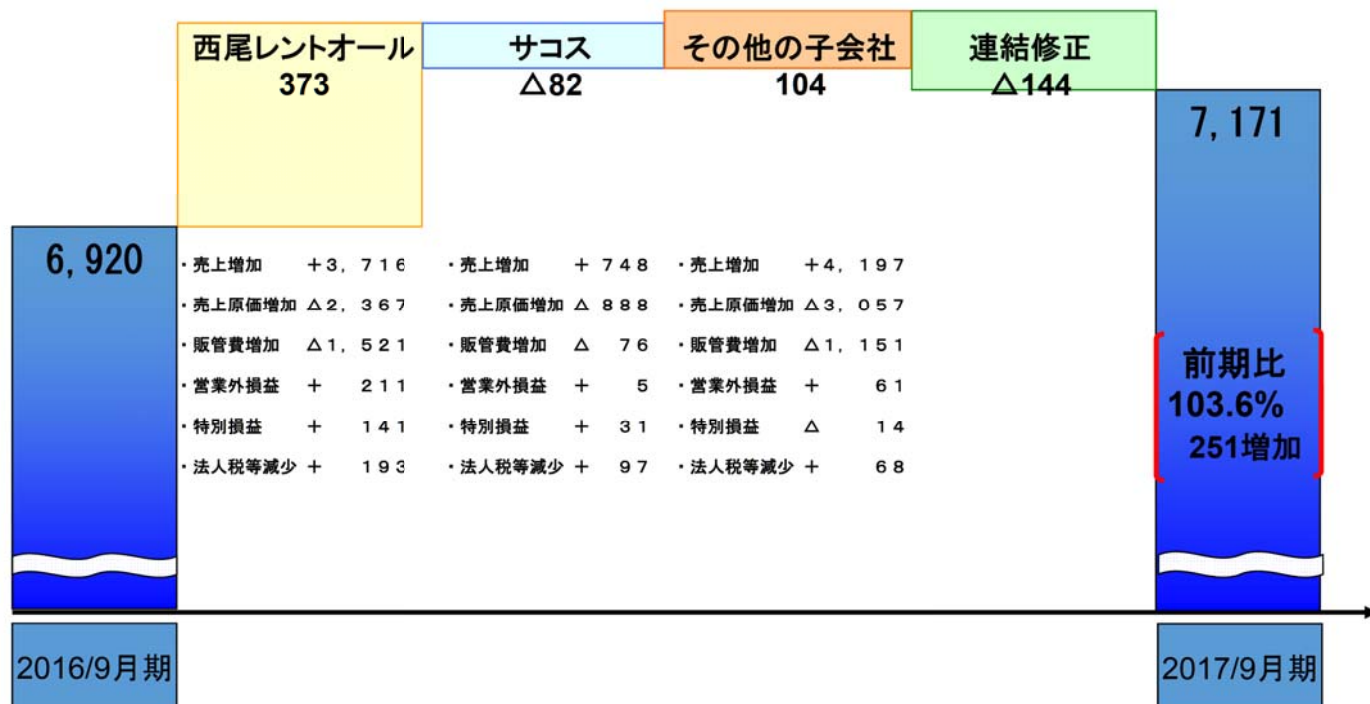 西尾レントオール
373
サコス
△82
その他の子会社
104
連結修正
△144
7,171
6,920
・売上増加 +3,716
・売上原価増加 △2,367
・販管費増加 △1,521
・営業外損益 + 211
・特別損益 + 141
・法人税等減少 + 193
・売上増加 + 748
・売上原価増加 △ 888
・販管費増加 △ 76
・営業外損益 + 5
・特別損益 + 31
・法人税等減少 + 97
・売上増加 +4,197
・売上原価増加 △3,057
・販管費増加 △1,151
・営業外損益 + 61
・特別損益 △ 14
・法人税等減少 + 68
前期比
103.6%
251増加
2016/9月期
2017/9月期